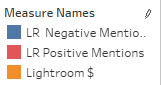 Measure Names
LR Negative Mentio..
LR Positive Mentions
Lightroom $